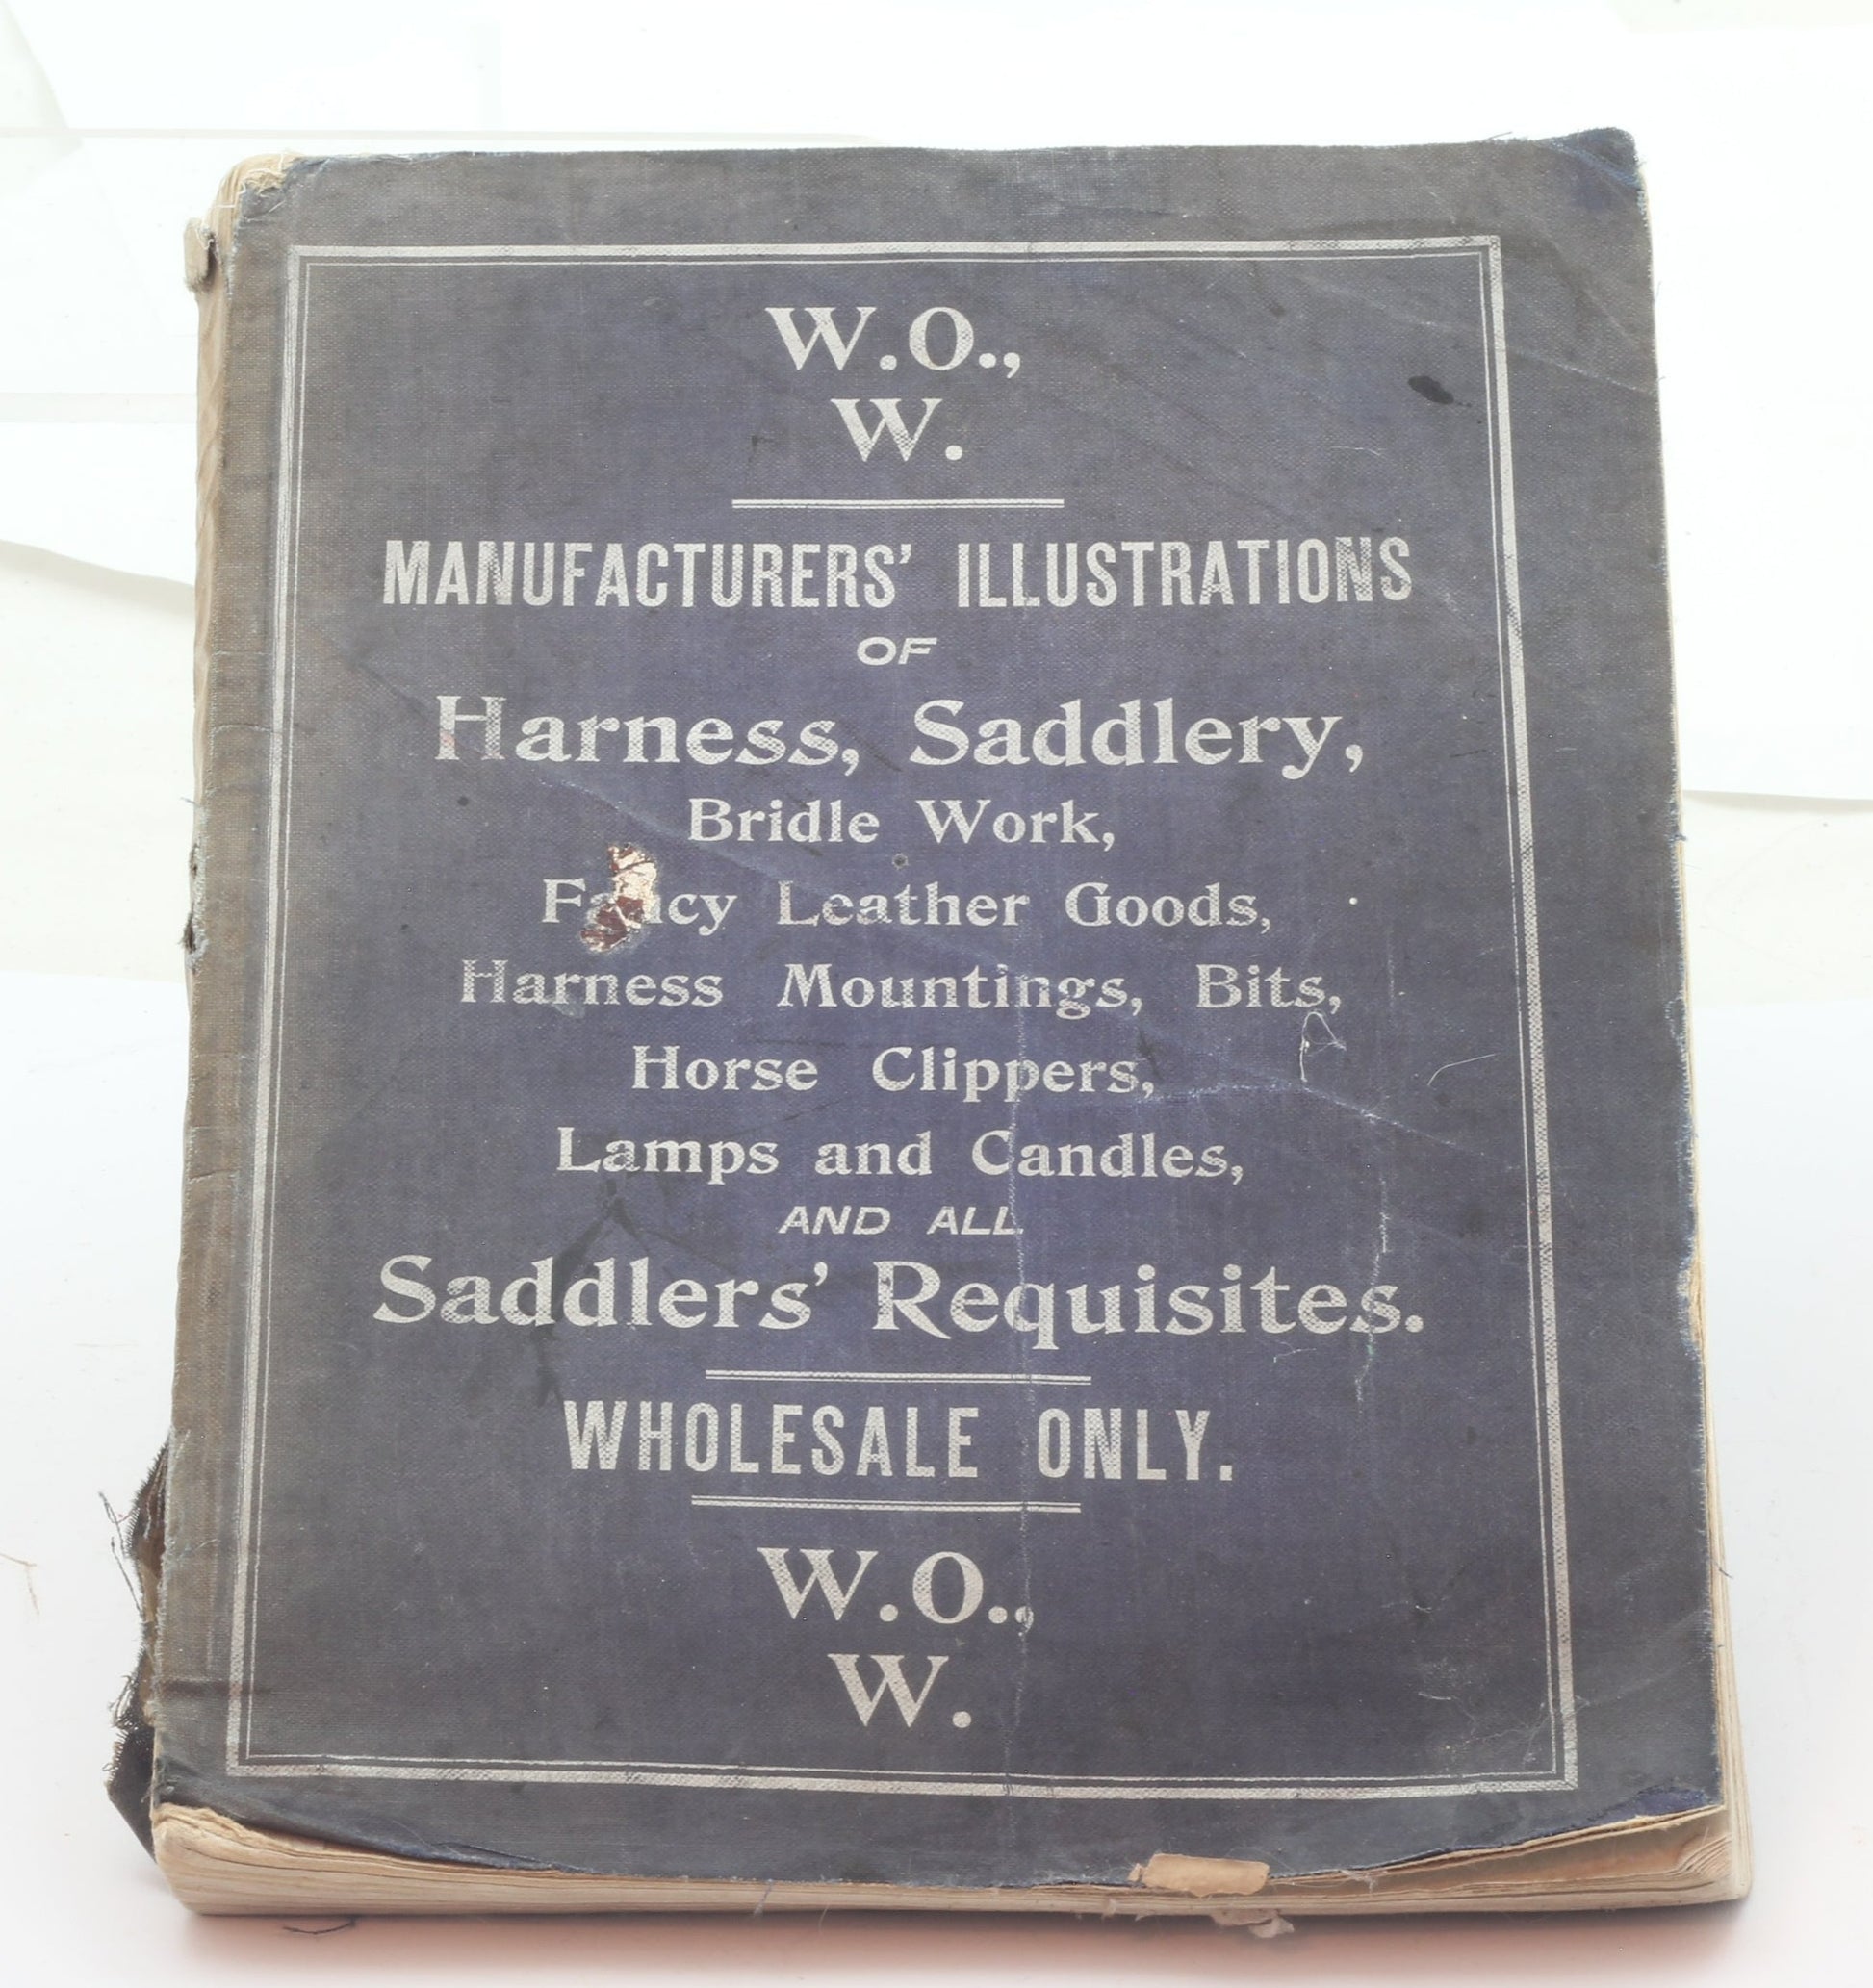 W.O.,
W.
MANUFACTURERS' ILLUSTRATIONS
OF
Harness, Saddlery,
Bridle Work,
Fancy Leather Goods,
Harness Mountings, Bits,
Horse Clippers,
Lamps and Candles,
AND ALL
Saddlers' Requisites.
WHOLESALE ONLY.
W.O.,
W.